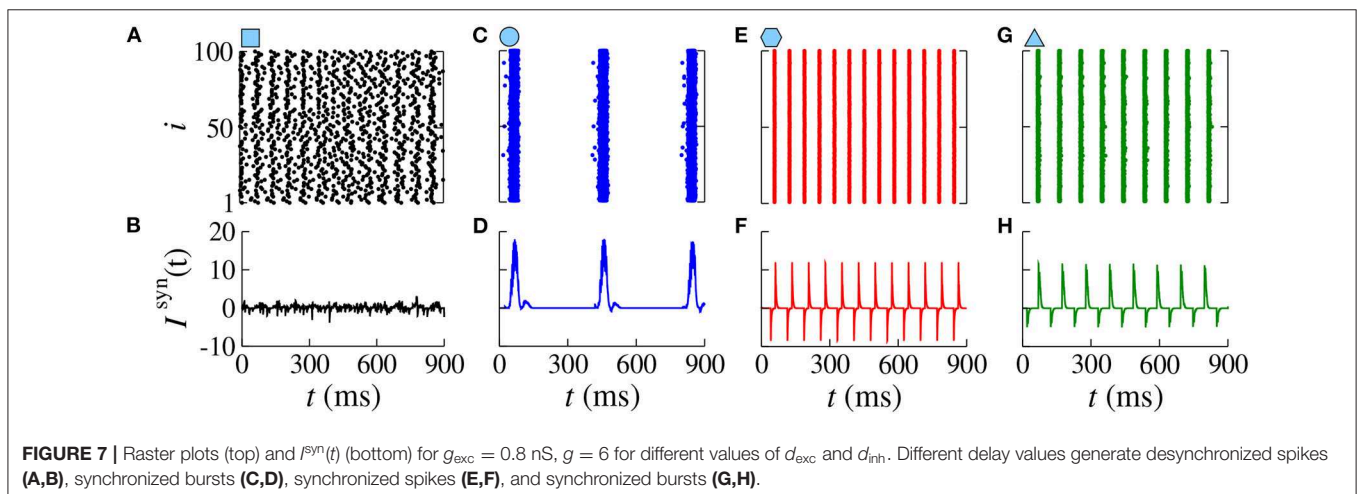 A
C
E
G
100
50
1
i
B
D
F
H
20
10
0
-10
I^syn(t)
0 300 600 900
0 300 600 900
0 300 600 900
0 300 600 900
t (ms)
t (ms)
t (ms)
t (ms)
FIGURE 7 | Raster plots (top) and I^syn(t) (bottom) for g_exc = 0.8 nS, g = 6 for different values of d_exc and d_inh. Different delay values generate desynchronized spikes
(A,B), synchronized bursts (C,D), synchronized spikes (E,F), and synchronized bursts (G,H).